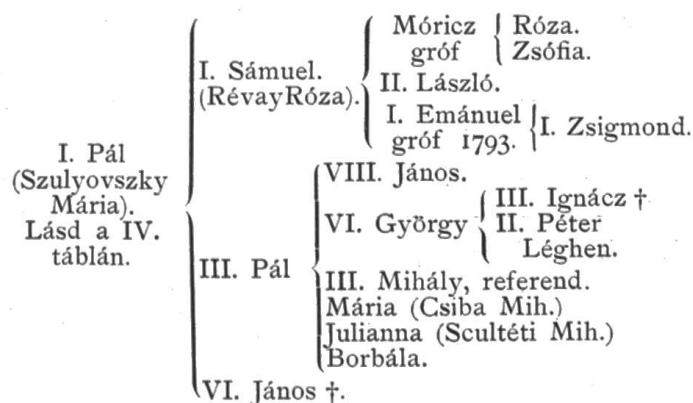 I. Pál
(Szulyovszky
Mária).
Lásd a IV.
táblán.
I. Sámuel.
(Révay Róza).
Móricz
gróf
Róza.
Zsófia.
II. László.
I. Emánuel
gróf 1793.
I. Zsigmond.
III. Pál
VIII. János.
VI. György
III. Ignácz †
II. Péter
Léghen.
III. Mihály, referend.
Mária (Csiba Mih.)
Julianna (Scultéti Mih.)
Borbála.
VI. János †.